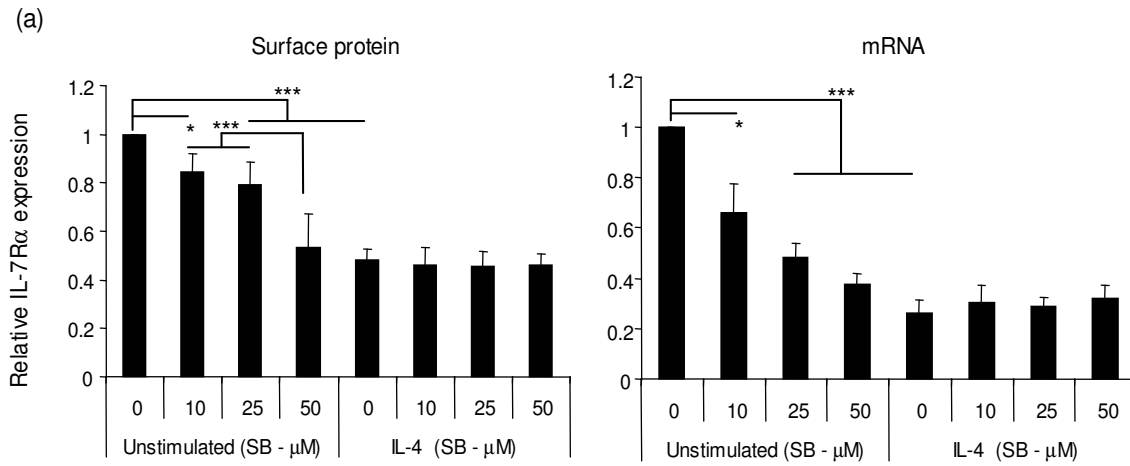 (a)
Surface protein
mRNA
Relative IL-7Rα expression
1.2
1
0.8
0.6
0.4
0.2
0
***
*
***
0 10 25 50 0 10 25 50
Unstimulated (SB - μM) IL-4 (SB - μM)
1.2
1
0.8
0.6
0.4
0.2
0
***
*
0 10 25 50 0 10 25 50
Unstimulated (SB - μM) IL-4 (SB - μM)